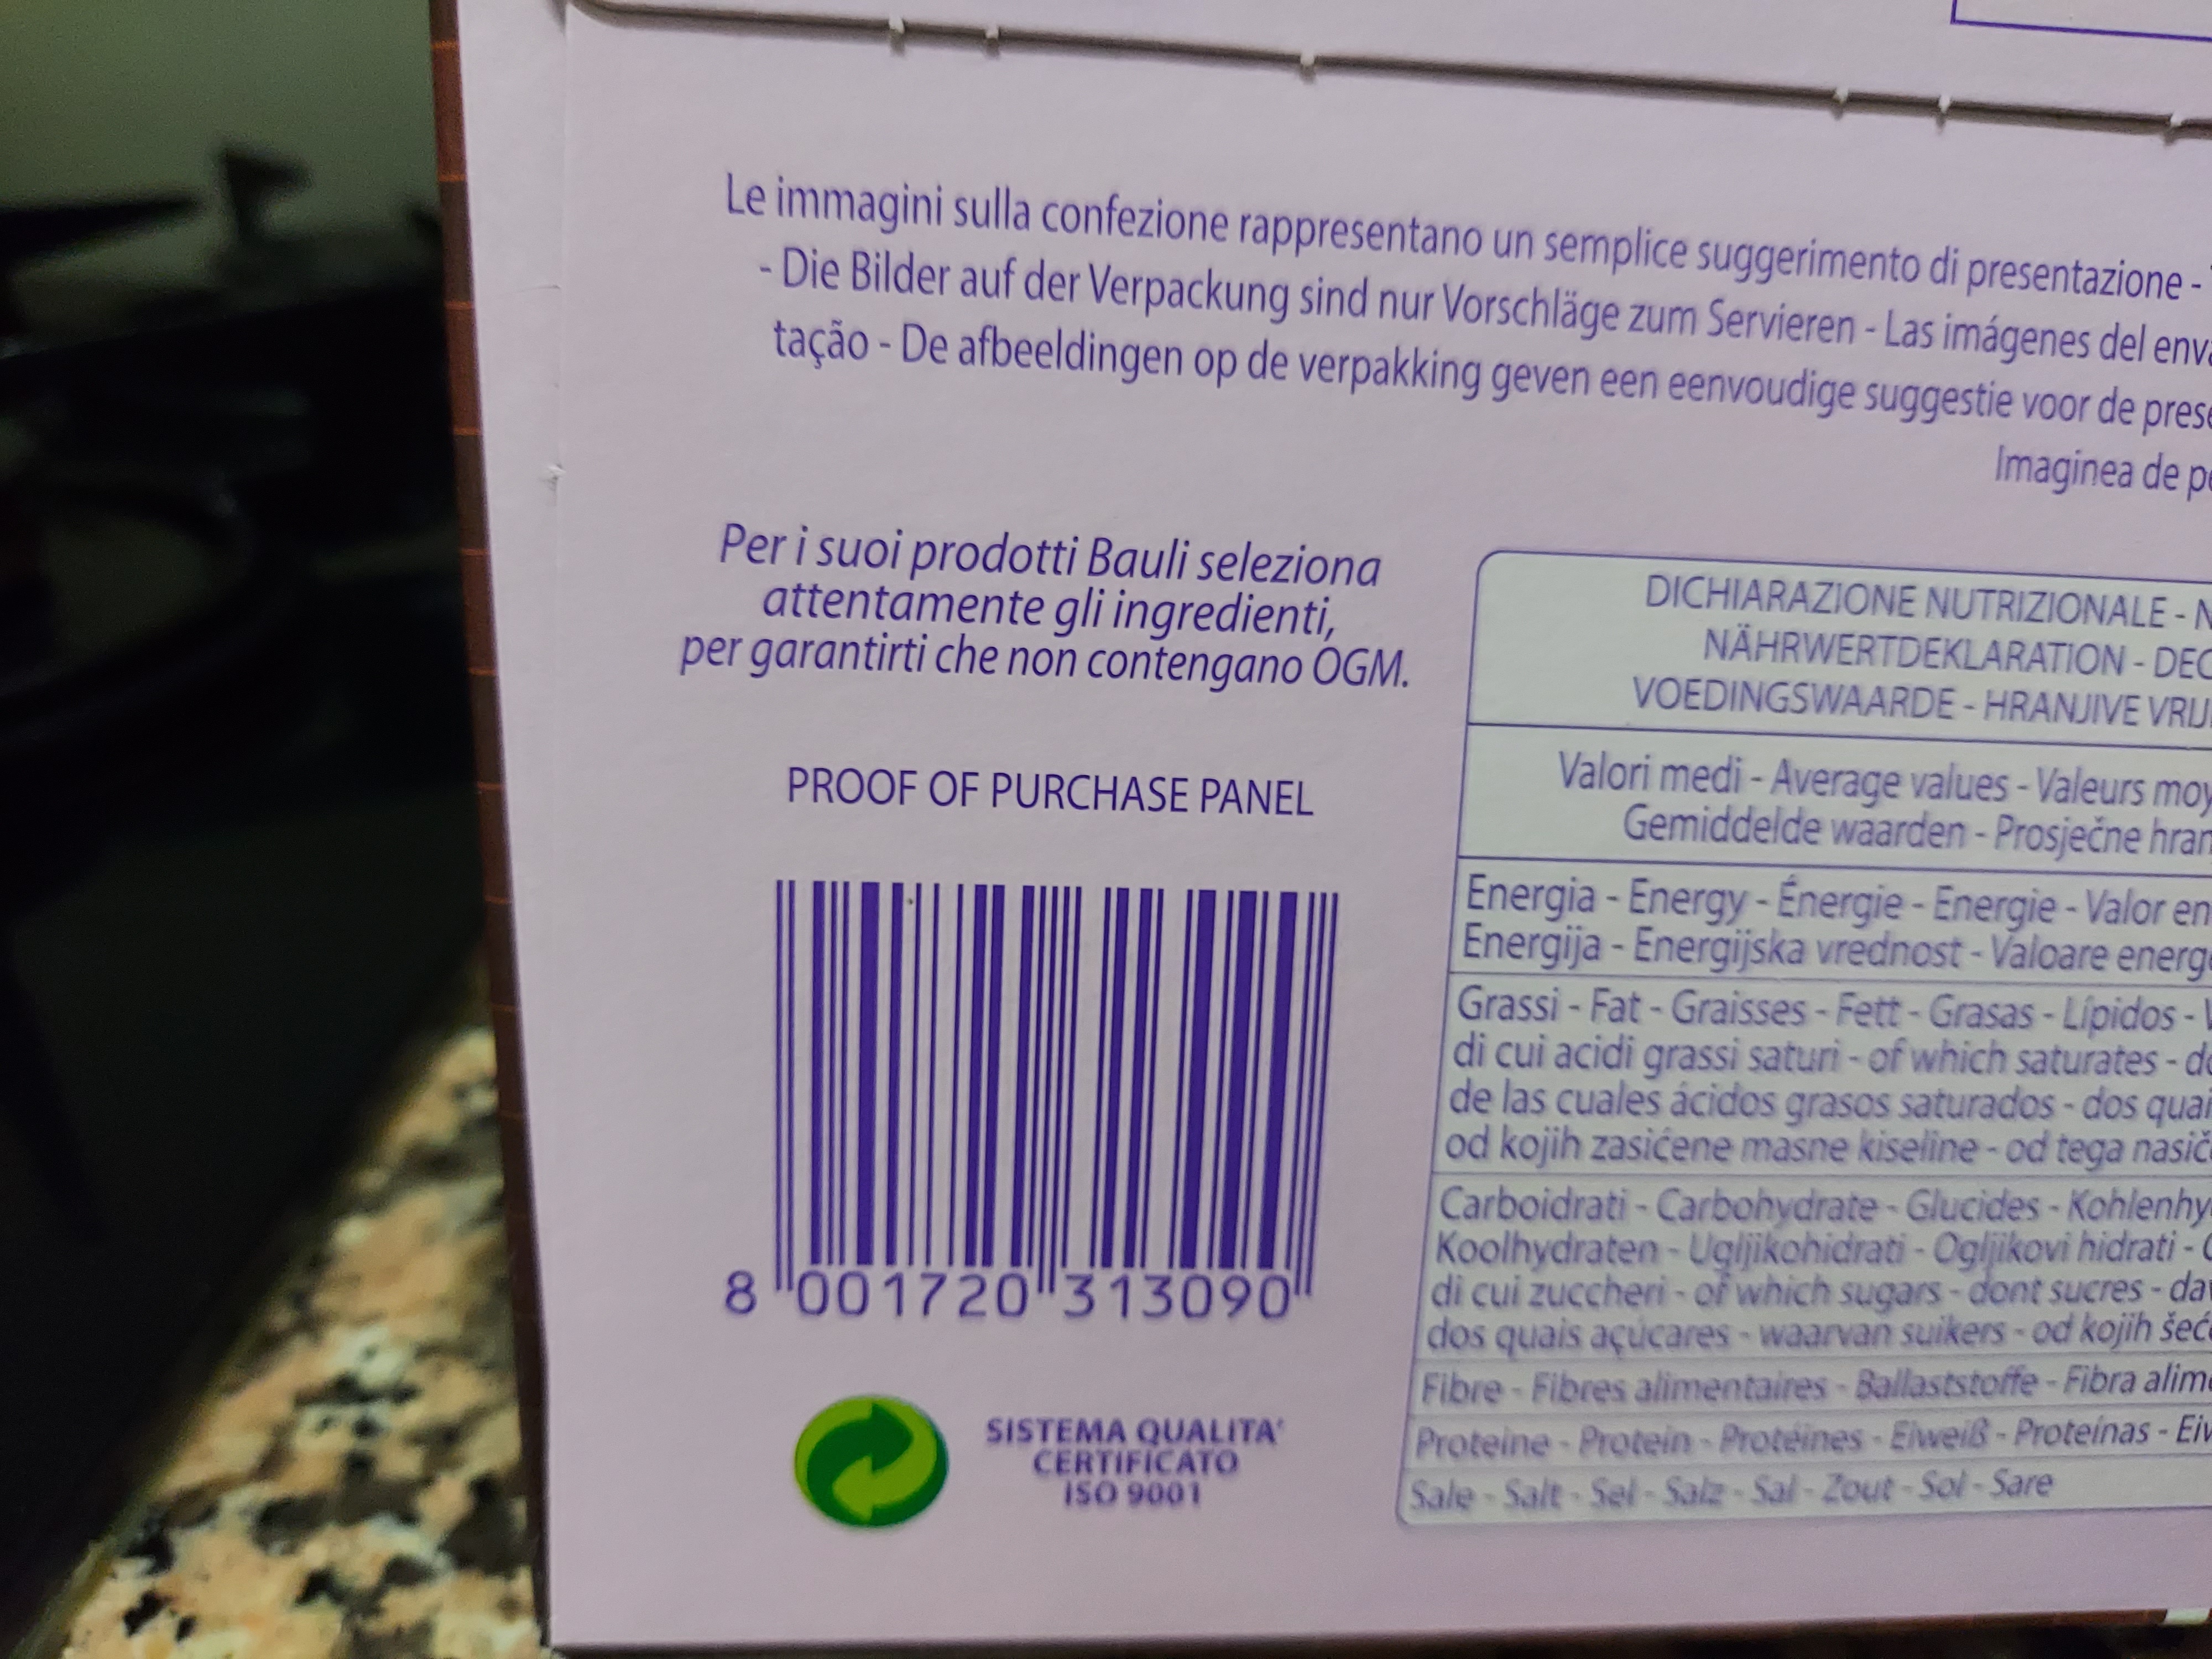 Le immagini sulla confezione rappresentano un semplice suggerimento di presentazione -
- Die Bilder auf der Verpackung sind nur Vorschläge zum Servieren - Las imágenes del
tação - De afbeeldingen op de verpakking geven een eenvoudige suggestie voor de
Imaginea de
Per i suoi prodotti Bauli seleziona
attentamente gli ingredienti,
per garantirti che non contengano OGM.
PROOF OF PURCHASE PANEL
8 001720 313090
SISTEMA QUALITA'
CERTIFICATO
ISO 9001
DICHIARAZIONE NUTRIZIONALE -
NÄHRWERTDEKLARATION -
VOEDINGSWAARDE - HRANJIVE
Valori medi - Average values - Valeurs
Gemiddelde waarden - Prosječne
Energia - Energy - Énergie - Energie - Valor
Energija - Energijska vrednost - Valoare
Grassi - Fat - Graisses - Fett - Grasas - Lípidos -
di cui acidi grassi saturi - of which saturates -
de las cuales ácidos grasos saturados - dos
od kojih zasićene masne kiseline - od tega
Carboidrati - Carbohydrate - Glucides -
Koolhydraten - Ugljikohidrati - Ogljikovi hidrati -
di cui zuccheri - of which sugars - dont sucres -
dos quais açúcares - waarvan suikers - od kojih
Fibre - Fibres alimentaires - Ballaststoffe - Fibra
Proteine - Protein - Protéines - Eiweiß - Proteínas -
Sale - Salt - Sel - Salz - Sal - Zout - Sol - Sare